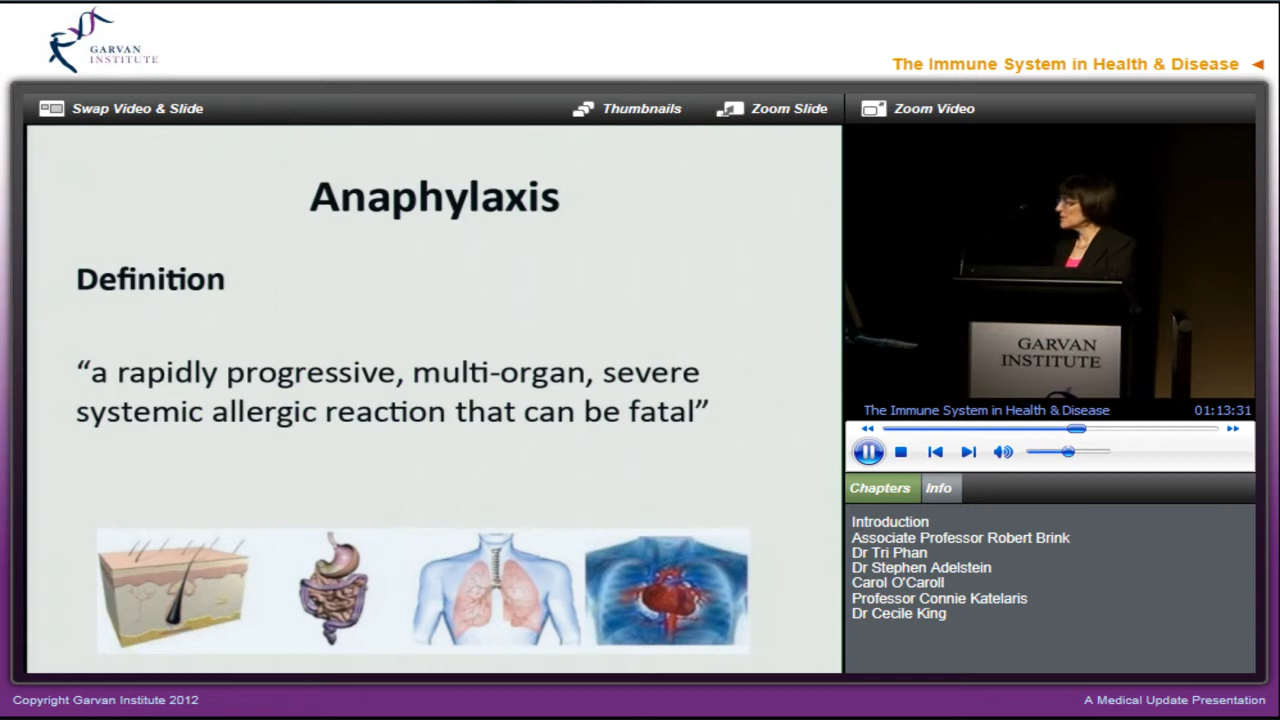 GARVAN
INSTITUTE
The Immune System in Health & Disease
Swap Video & Slide
Thumbnails
Zoom Slide
Zoom Video
Anaphylaxis
Definition
“a rapidly progressive, multi-organ, severe
systemic allergic reaction that can be fatal”
GARVAN
INSTITUTE
The Immune System in Health & Disease
01:13:31
Chapters
Info
Introduction
Associate Professor Robert Brink
Dr Tri Phan
Dr Stephen Adelstein
Carol O'Caroll
Professor Connie Katelaris
Dr Cecile King
Copyright Garvan Institute 2012
A Medical Update Presentation